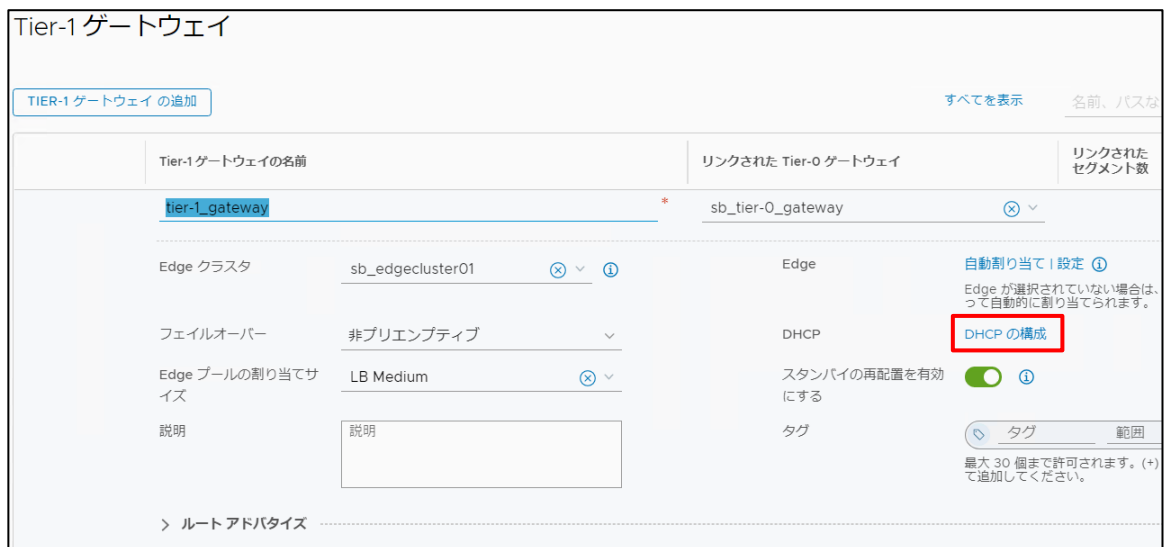 Tier-1 ゲートウェイ
TIER-1 ゲートウェイ の追加
すべてを表示
名前、パスな
Tier-1 ゲートウェイの名前
リンクされた Tier-0 ゲートウェイ
リンクされた
セグメント数
tier-1_gateway
*
sb_tier-0_gateway
Edge クラスタ
sb_edgecluster01
Edge
自動割り当て | 設定
Edge が選択されていない場合は、
って自動的に割り当てられます。
フェイルオーバー
非プリエンプティブ
DHCP
DHCP の構成
Edge プールの割り当てサ
イズ
LB Medium
スタンバイの再配置を有効
にする
説明
説明
タグ
タグ
範囲
最大 30 個まで許可されます。(+)
て追加してください。
ルート アドバタイズ